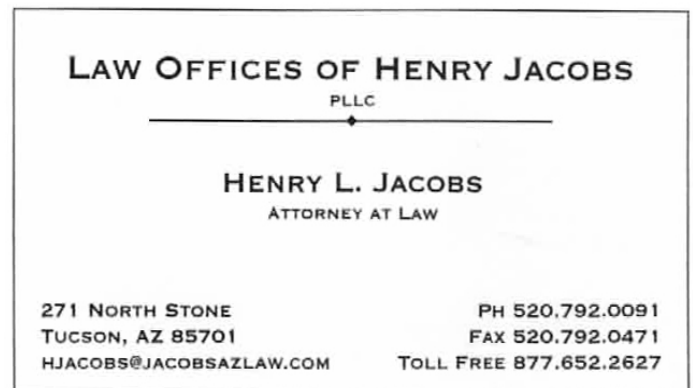 LAW OFFICES OF HENRY JACOBS
PLLC
HENRY L. JACOBS
ATTORNEY AT LAW
271 NORTH STONE
TUCSON, AZ 85701
HJACOBS@JACOBSAZLAW.COM
PH 520.792.0091
FAX 520.792.0471
TOLL FREE 877.652.2627